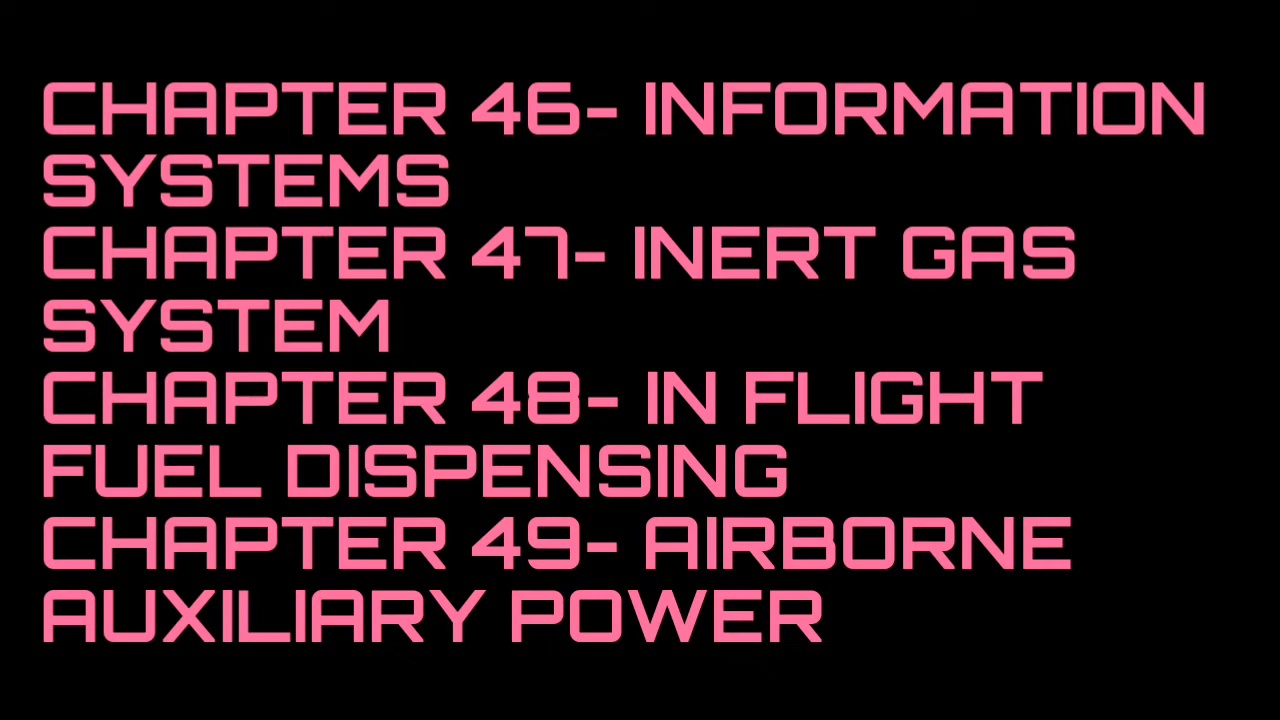 CHAPTER 46- INFORMATION
SYSTEMS
CHAPTER 47- INERT GAS
SYSTEM
CHAPTER 48- IN FLIGHT
FUEL DISPENSING
CHAPTER 49- AIRBORNE
AUXILIARY POWER